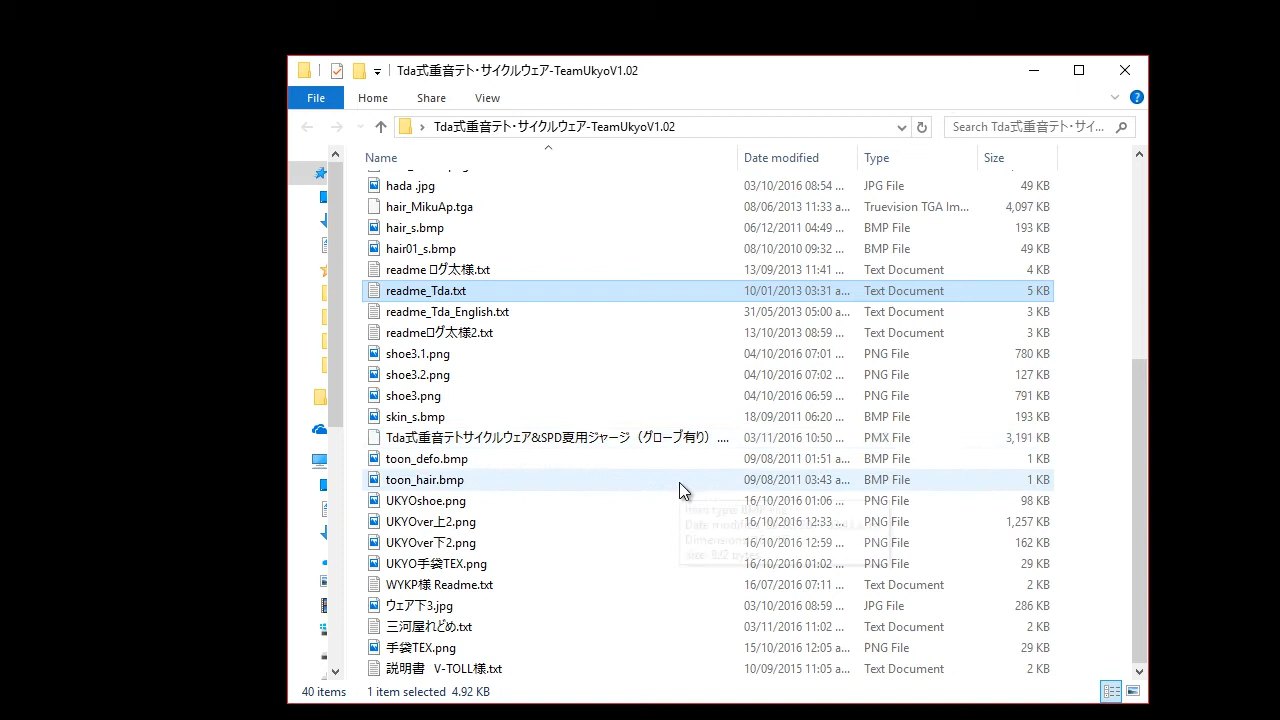 Tda式重音テト・サイクルウェア-TeamUkyoV1.02
File Home Share View
Tda式重音テト・サイクルウェア-TeamUkyoV1.02 Search Tda式重音テト・サイ...
Name Date modified Type Size
hada .jpg 03/10/2016 08:54 ... JPG File 49 KB
hair_MikuAp.tga 08/06/2013 11:33 a... Truevision TGA Im... 4,097 KB
hair_s.bmp 06/12/2011 04:49 ... BMP File 193 KB
hair01_s.bmp 08/10/2010 09:32 ... BMP File 49 KB
readme ログ太様.txt 13/09/2013 11:41 ... Text Document 4 KB
readme_Tda.txt 10/01/2013 03:31 a... Text Document 5 KB
readme_Tda_English.txt 31/05/2013 05:00 a... Text Document 3 KB
readmeログ太様2.txt 13/10/2013 08:59 ... Text Document 3 KB
shoe3.1.png 04/10/2016 07:01 ... PNG File 780 KB
shoe3.2.png 04/10/2016 07:02 ... PNG File 127 KB
shoe3.png 04/10/2016 06:59 ... PNG File 791 KB
skin_s.bmp 18/09/2011 06:20 ... BMP File 193 KB
Tda式重音テトサイクルウェア&SPD夏用ジャージ（グローブ有り）.... 03/11/2016 10:50 ... PMX File 3,191 KB
toon_defo.bmp 09/08/2011 01:51 a... BMP File 1 KB
toon_hair.bmp 09/08/2011 03:43 a... BMP File 1 KB
UKYOshoe.png 16/10/2016 01:06 ... PNG File 98 KB
UKYOver上2.png 16/10/2016 12:33 ... PNG File 1,257 KB
UKYOver下2.png 16/10/2016 12:59 ... PNG File 162 KB
UKYO手袋TEX.png 16/10/2016 01:02 ... PNG File 29 KB
WYKP様 Readme.txt 16/07/2016 07:11 ... Text Document 2 KB
ウェア下3.jpg 03/10/2016 08:59 ... JPG File 286 KB
三河屋れどめ.txt 03/11/2016 11:02 ... Text Document 2 KB
手袋TEX.png 15/10/2016 12:05 a... PNG File 29 KB
説明書　V-TOLL様.txt 10/09/2015 11:05 a... Text Document 2 KB
40 items 1 item selected 4.92 KB